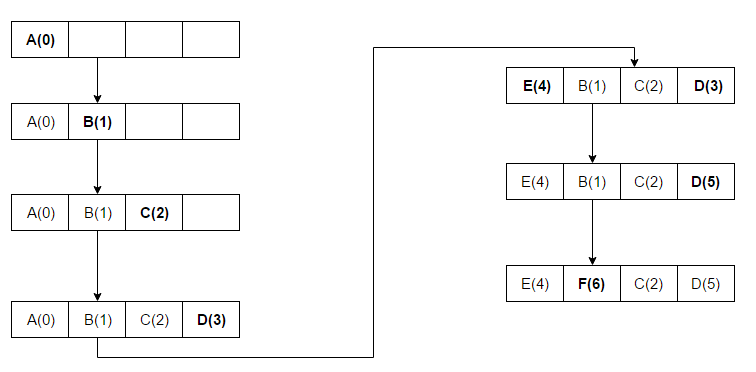 A(0)
A(0) B(1)
A(0) B(1) C(2)
A(0) B(1) C(2) D(3)
E(4) B(1) C(2) D(3)
E(4) B(1) C(2) D(5)
E(4) F(6) C(2) D(5)